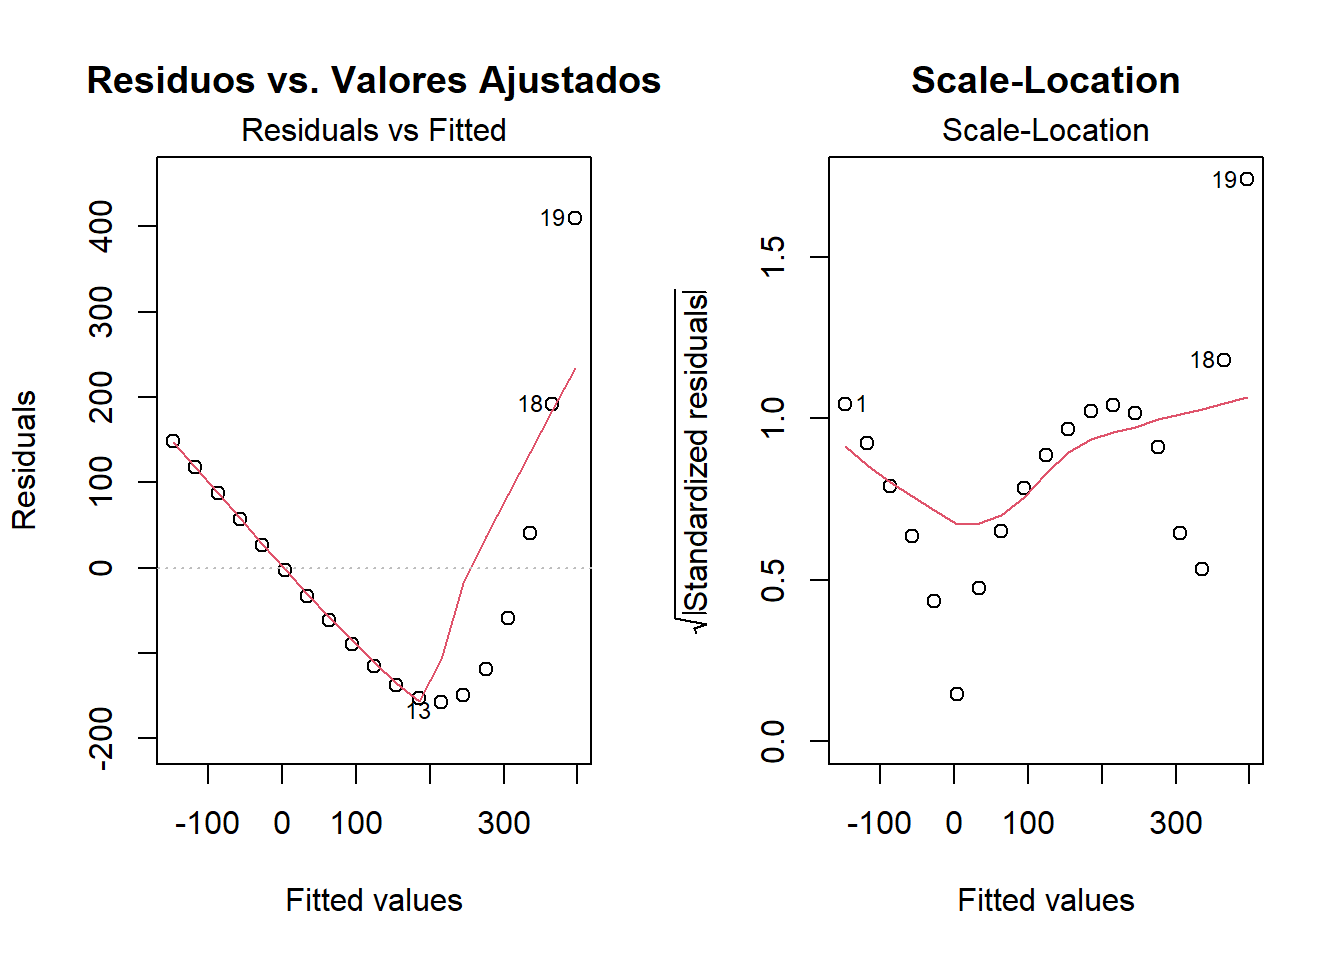 Residuos vs. Valores Ajustados
Residuals vs Fitted
Residuals
400
300
200
100
0
-200
19
18
13
-100 0 100 300
Fitted values
Scale-Location
Scale-Location
√|Standardized residuals|
1.5
1.0
0.5
0.0
19
18
1
-100 0 100 300
Fitted values